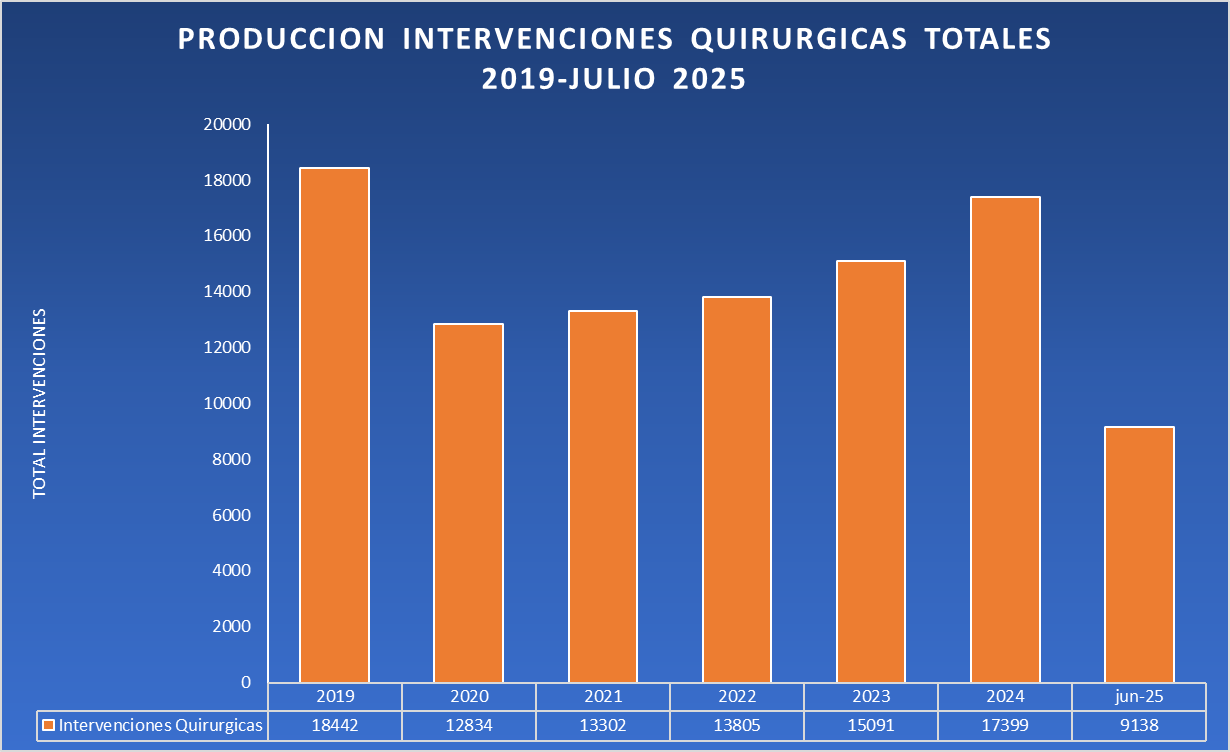 PRODUCCION INTERVENCIONES QUIRURGICAS TOTALES
2019-JULIO 2025
TOTAL INTERVENCIONES
20000
18000
16000
14000
12000
10000
8000
6000
4000
2000
0
2019 2020 2021 2022 2023 2024 jun-25
Intervenciones Quirurgicas 18442 12834 13302 13805 15091 17399 9138